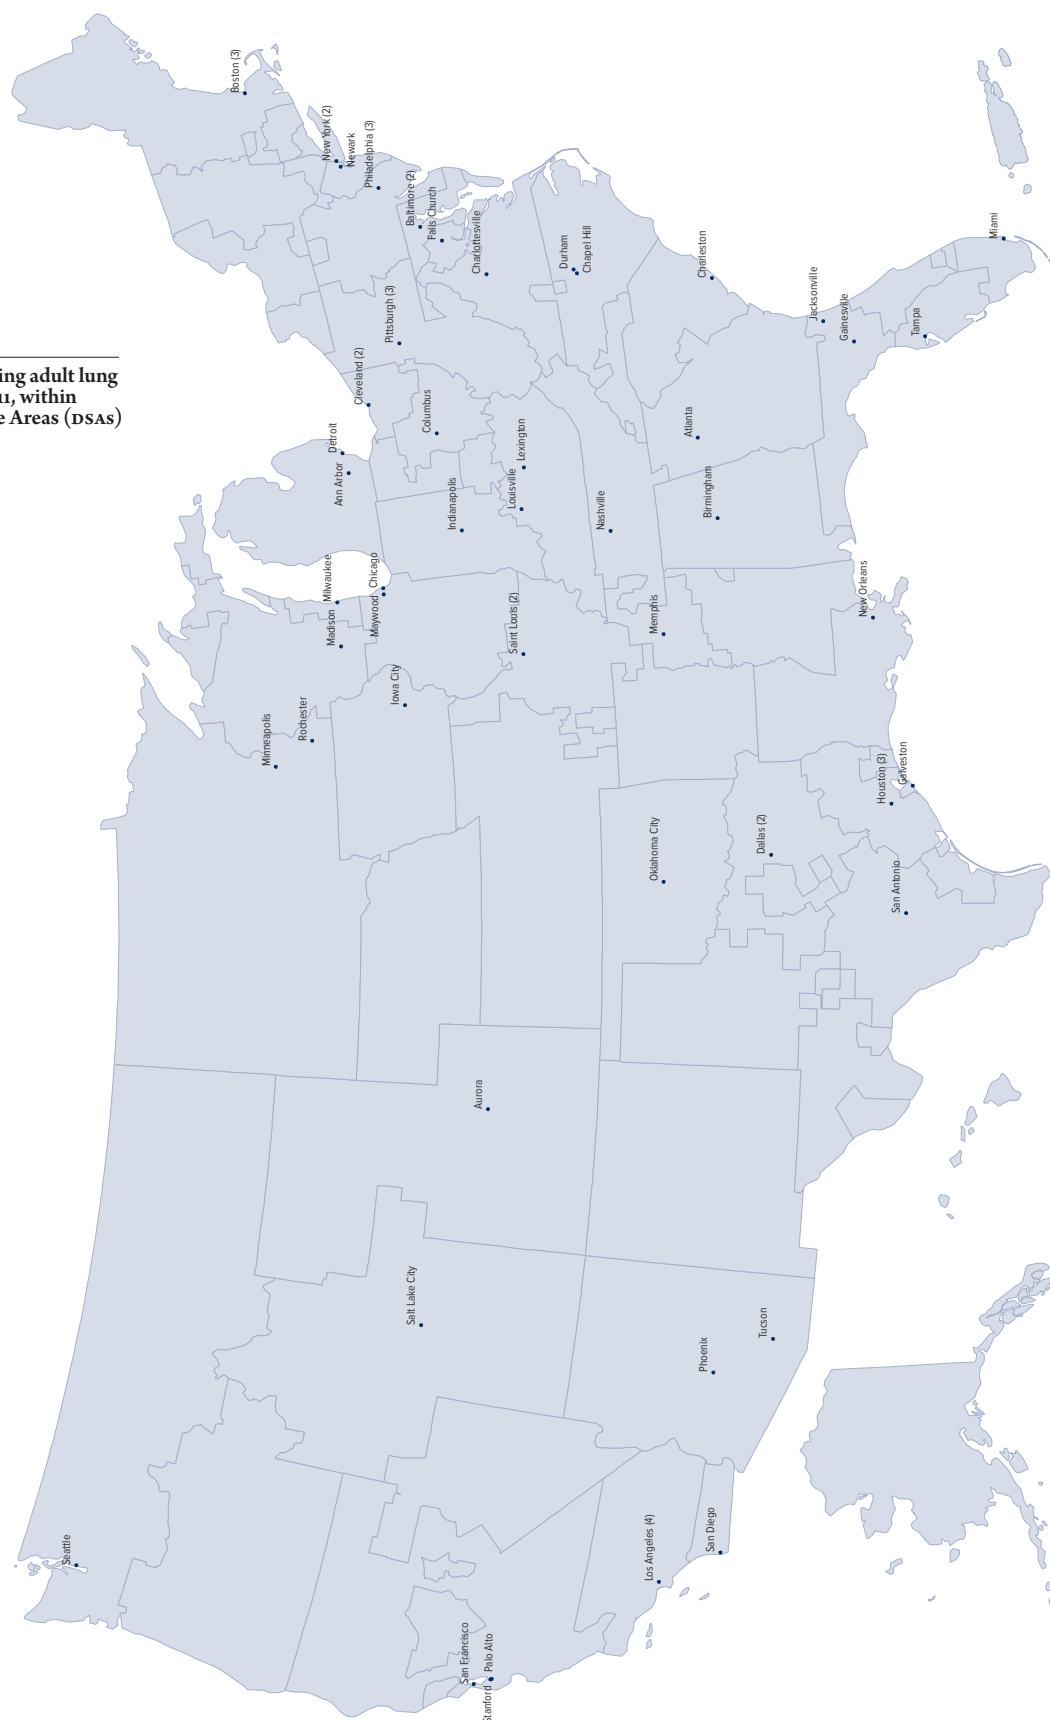 ing adult lung
11, within
e Areas (DSAs)
Boston (3)
New York (2)
Newark
Philadelphia (3)
Baltimore (2)
Falls Church
Charlottesville
Durham
Chapel Hill
Charleston
Jacksonville
Gainesville
Tampa
Miami
Pittsburgh (3)
Cleveland (2)
Columbus
Detroit
Ann Arbor
Lexington
Louisville
Indianapolis
Nashville
Atlanta
Birmingham
Milwaukee
Madison
Chicago
Maywood
Saint Louis (2)
Memphis
New Orleans
Iowa City
Rochester
Minneapolis
Oklahoma City
Dallas (2)
Houston (3)
Galveston
San Antonio
Aurora
Salt Lake City
Phoenix
Tucson
Seattle
Los Angeles (4)
San Diego
San Francisco
Palo Alto
Stanford